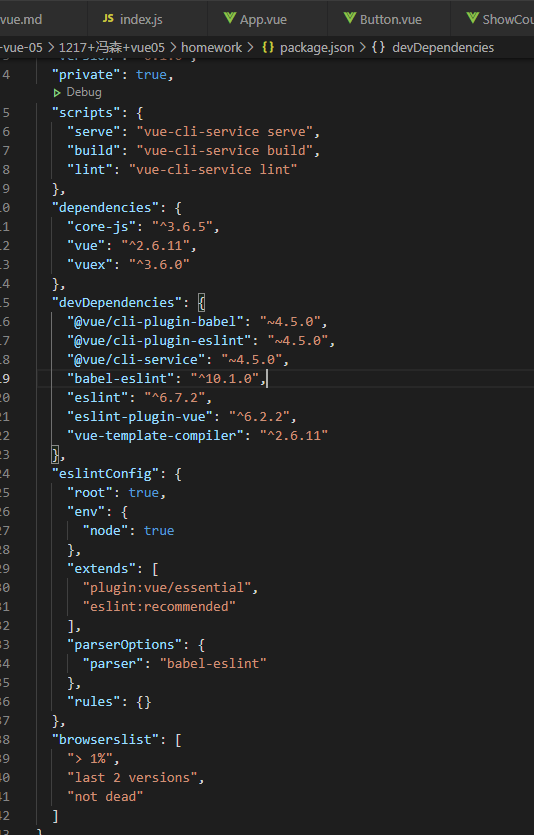 vue.md JS index.js App.vue Button.vue ShowCou
-vue-05 > 1217+冯森+vue05 > homework > {} package.json > {} devDependencies
4 "private": true,
Debug
5 "scripts": {
6 "serve": "vue-cli-service serve",
7 "build": "vue-cli-service build",
8 "lint": "vue-cli-service lint"
9 },
10 "dependencies": {
11 "core-js": "^3.6.5",
12 "vue": "^2.6.11",
13 "vuex": "^3.6.0"
14 },
15 "devDependencies": {
16 "@vue/cli-plugin-babel": "~4.5.0",
17 "@vue/cli-plugin-eslint": "~4.5.0",
18 "@vue/cli-service": "~4.5.0",
19 "babel-eslint": "^10.1.0",
20 "eslint": "^6.7.2",
21 "eslint-plugin-vue": "^6.2.2",
22 "vue-template-compiler": "^2.6.11"
23 },
24 "eslintConfig": {
25 "root": true,
26 "env": {
27 "node": true
28 },
29 "extends": [
30 "plugin:vue/essential",
31 "eslint:recommended"
32 ],
33 "parserOptions": {
34 "parser": "babel-eslint"
35 },
36 "rules": {}
37 },
38 "browserslist": [
39 "> 1%",
40 "last 2 versions",
41 "not dead"
42 ]